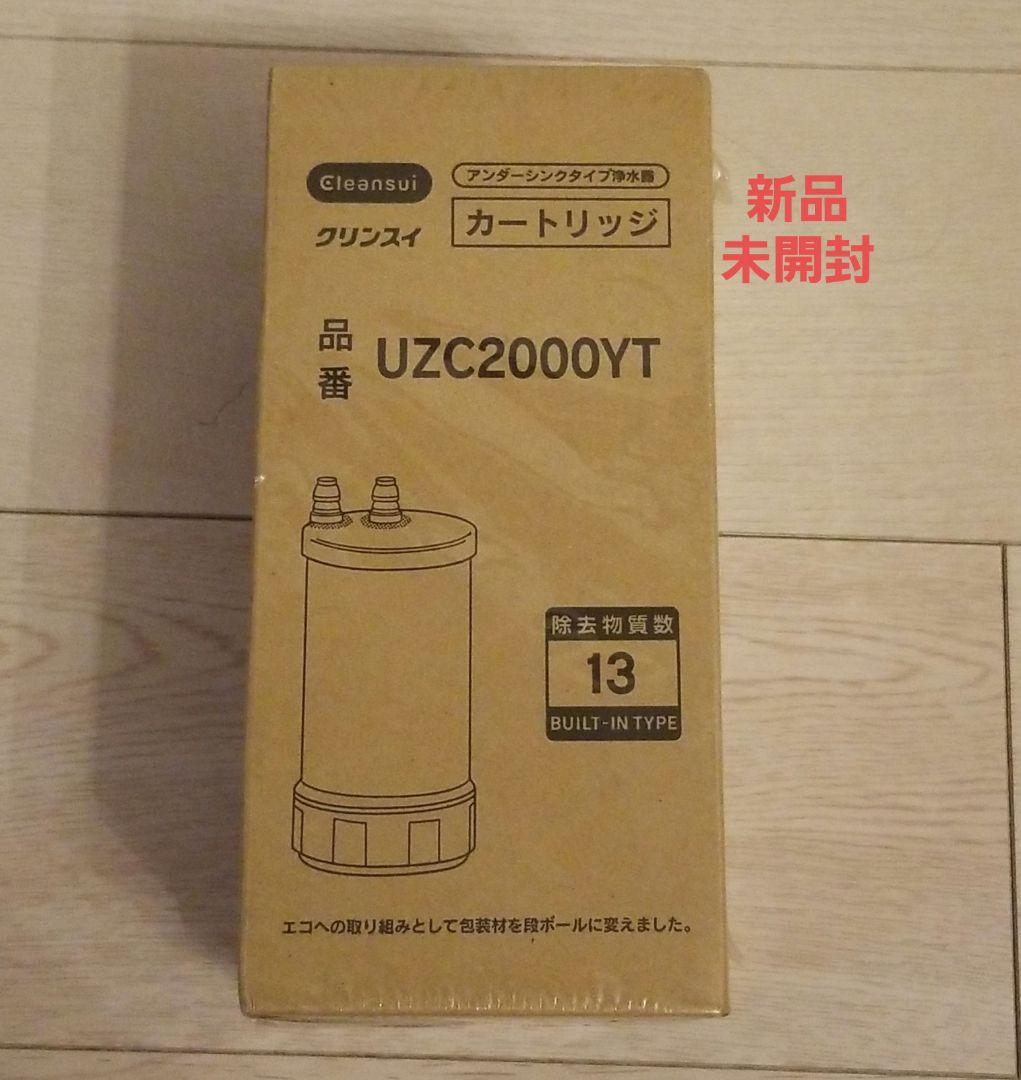 Cleansui
クリンスイ
アンダーシンクタイプ浄水器
カートリッジ
新品
未開封
品番
UZC2000YT
除去物質数
13
BUILT-IN TYPE
エコへの取り組みとして包装材を段ボールに変えました。